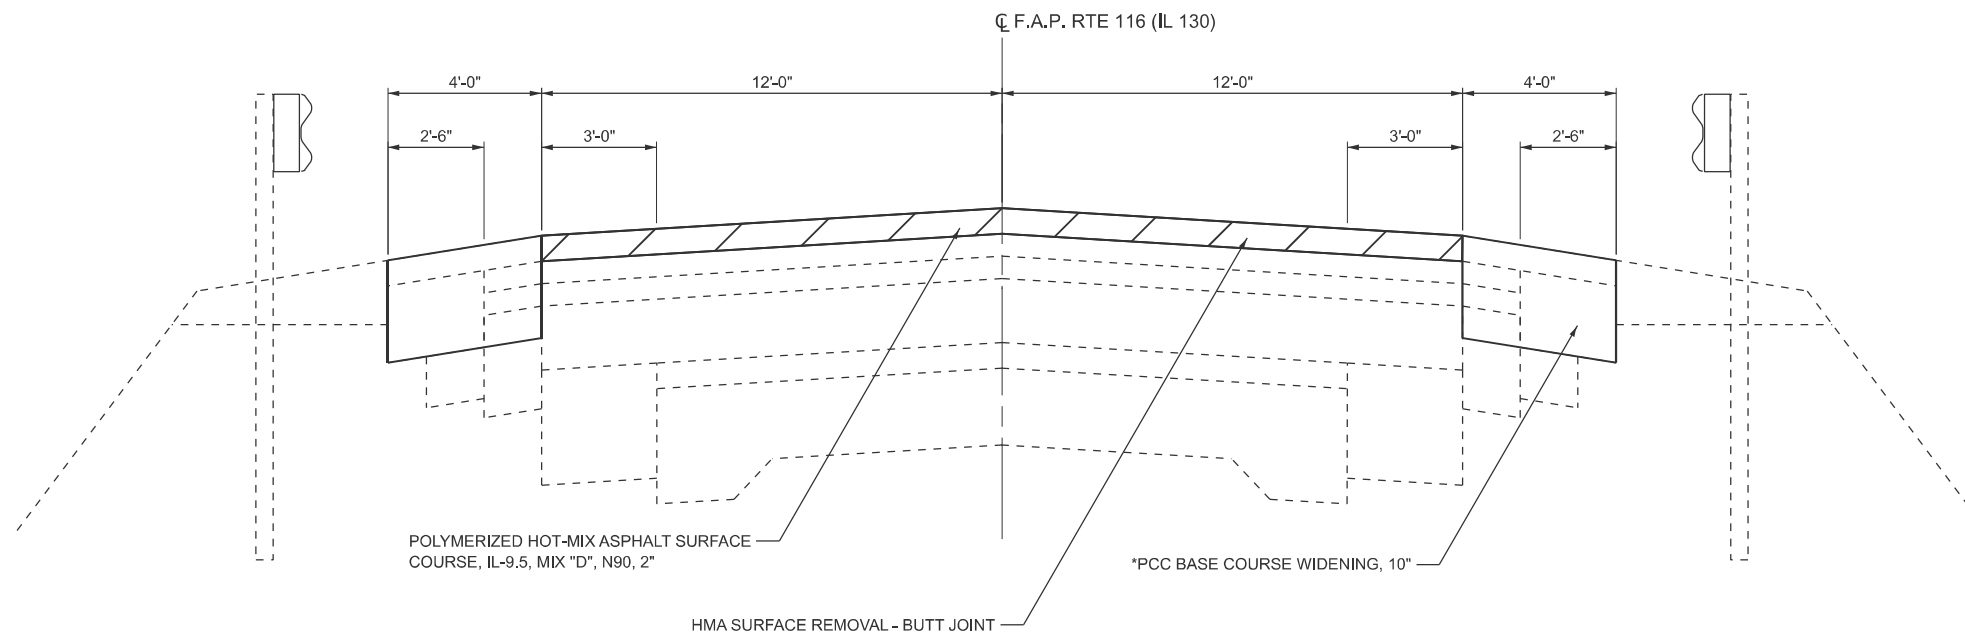 ℄ F.A.P. RTE 116 (IL 130)
4'-0" 12'-0" 12'-0" 4'-0"
2'-6" 3'-0" 3'-0" 2'-6"
POLYMERIZED HOT-MIX ASPHALT SURFACE
COURSE, IL-9.5, MIX "D", N90, 2"
*PCC BASE COURSE WIDENING, 10"
HMA SURFACE REMOVAL - BUTT JOINT